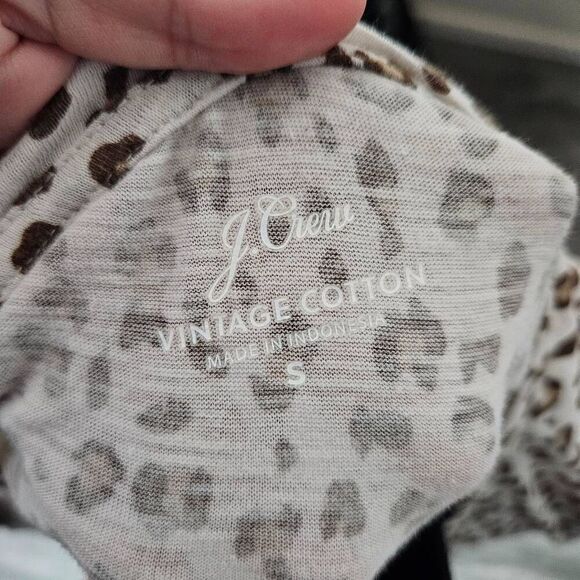 J.Crew
VINTAGE COTTON
MADE IN INDONESIA
S